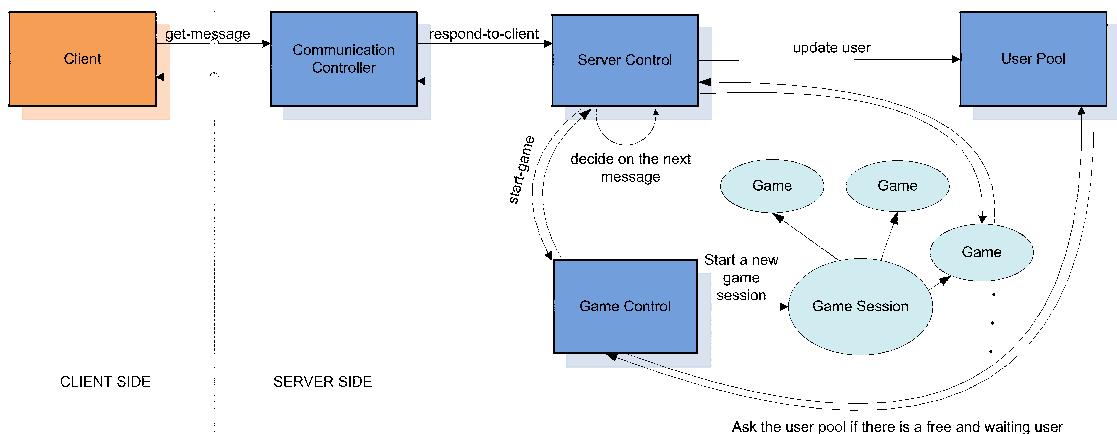 get-message
respond-to-client
Client
Communication
Controller
Server Control
update user
User Pool
start-game
decide on the next
message
Game
Game
Game
Start a new
game
session
Game Control
Game Session
CLIENT SIDE
SERVER SIDE
Ask the user pool if there is a free and waiting user